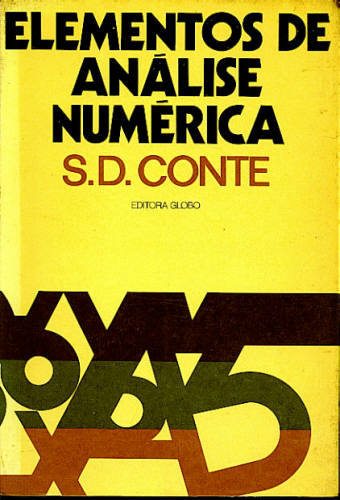 ELEMENTOS DE
ANÁLISE
NUMÉRICA
S.D. CONTE
EDITORA GLOBO